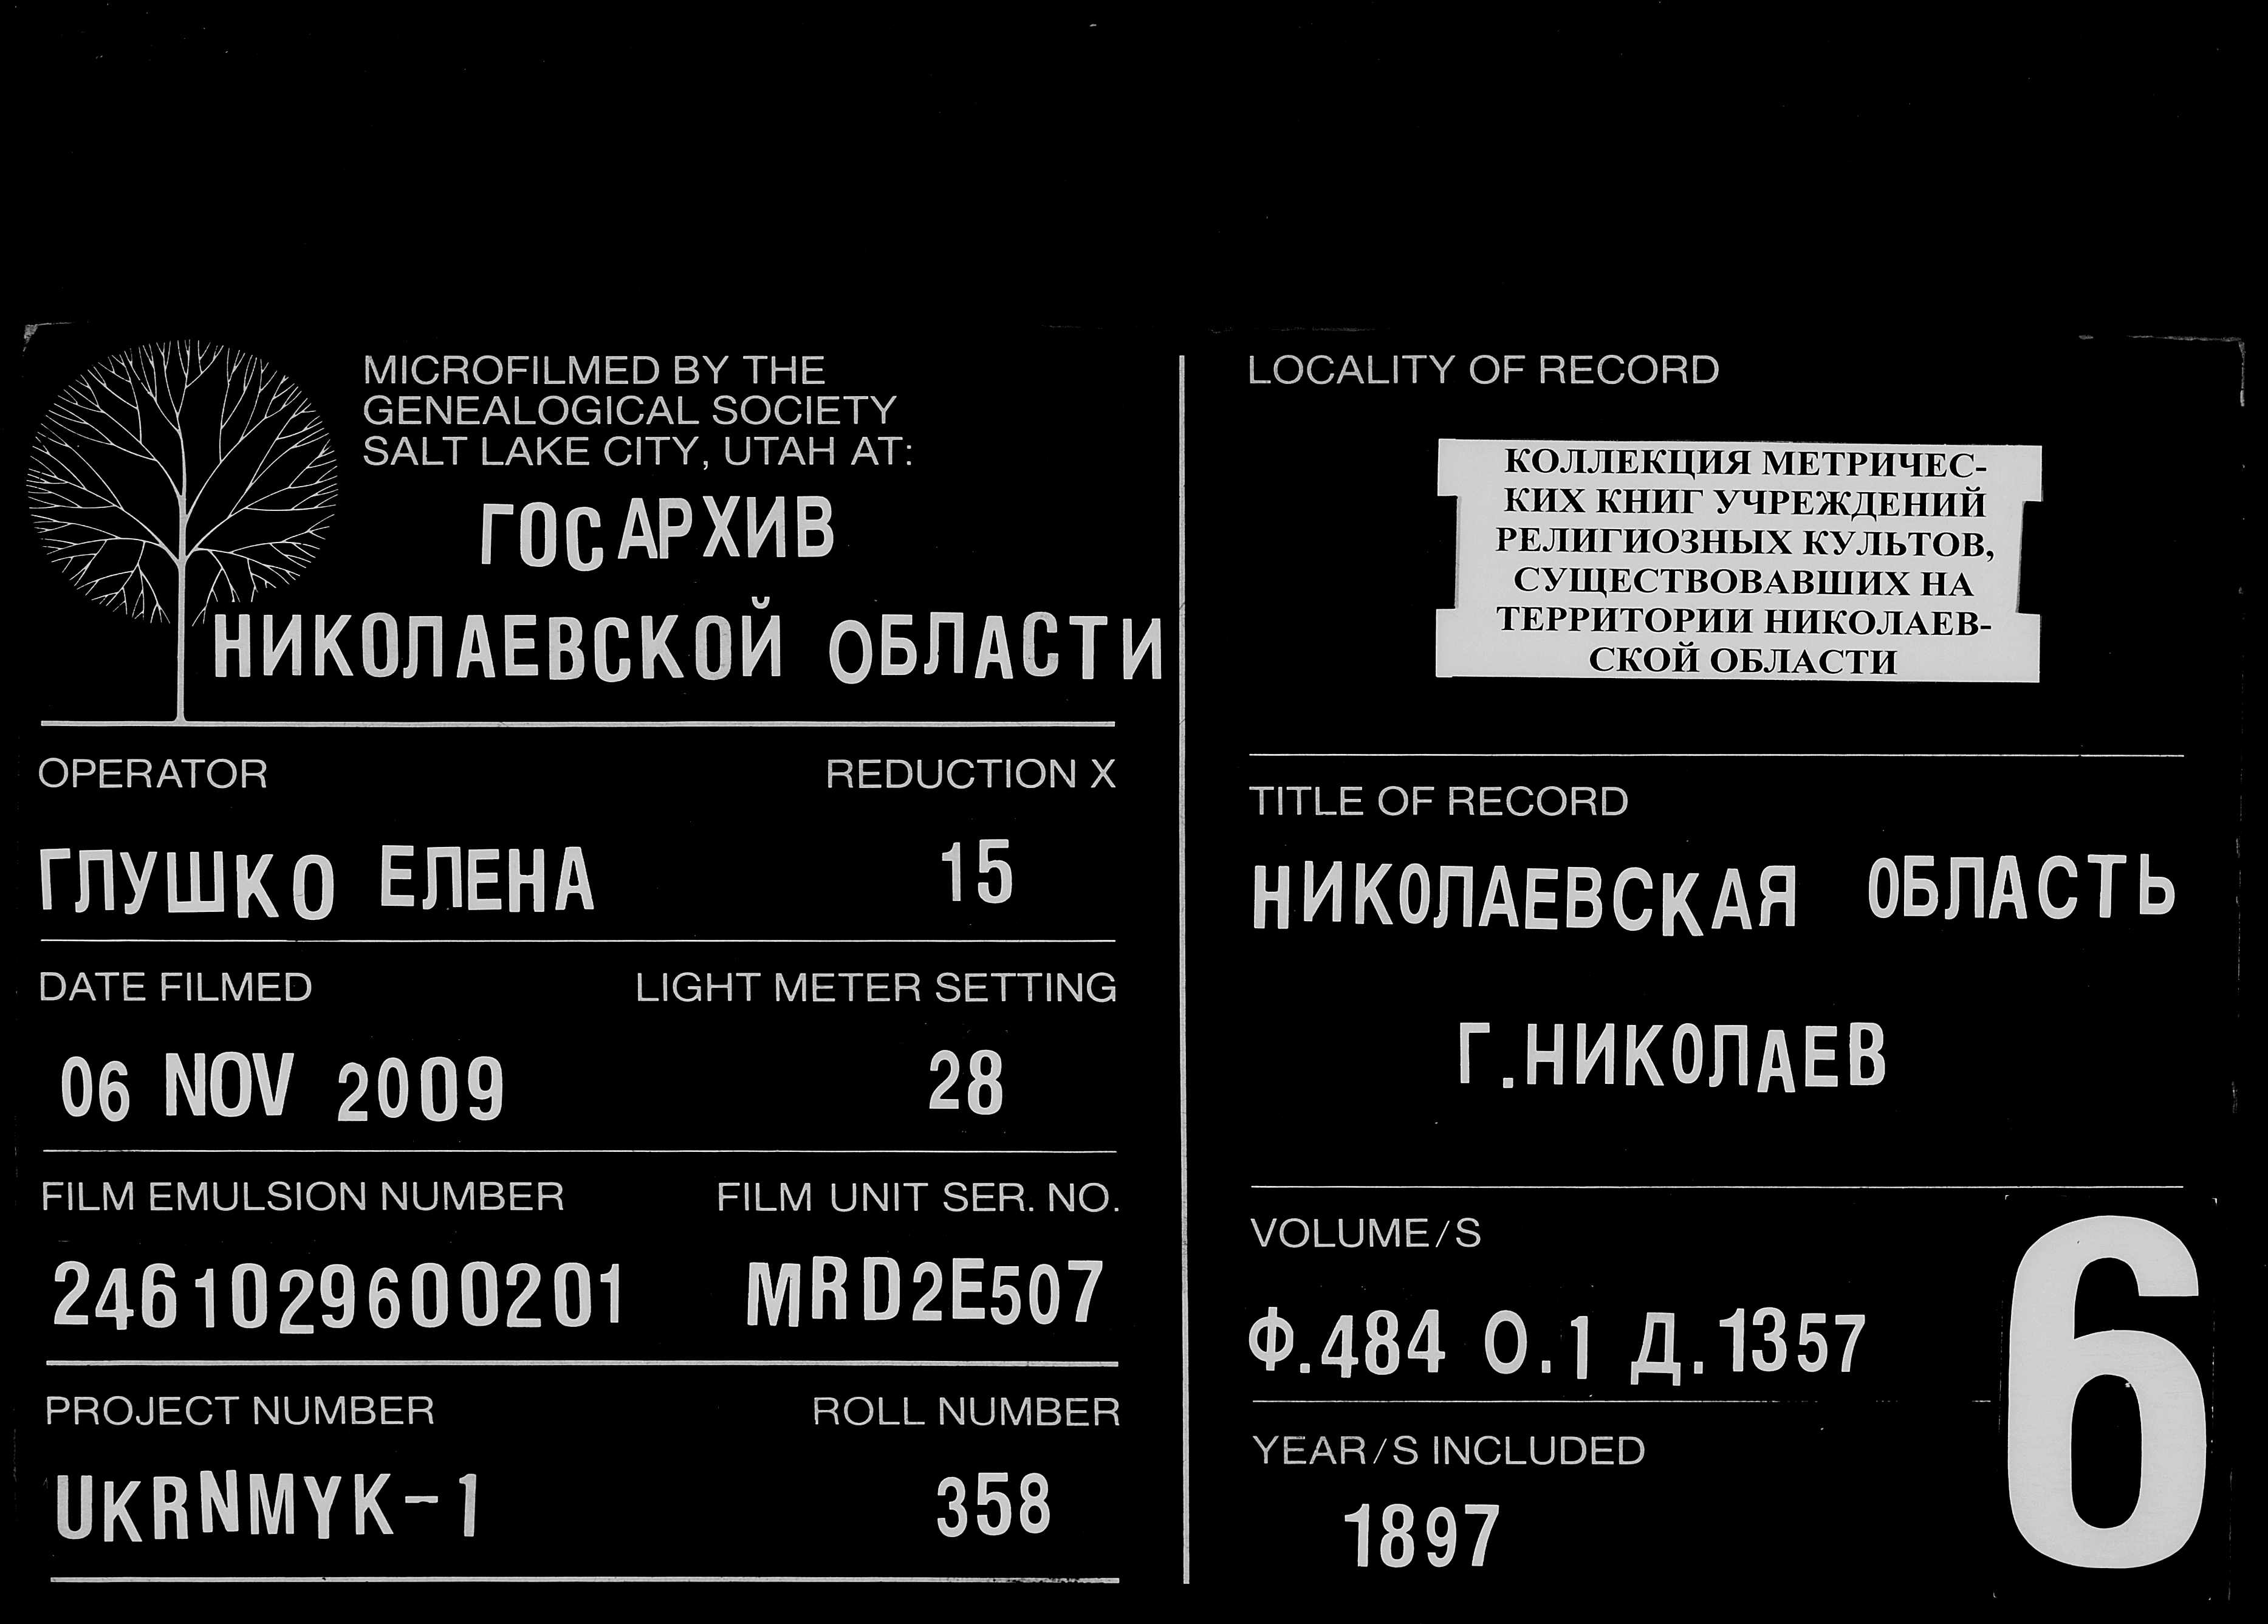 MICROFILMED BY THE
GENEALOGICAL SOCIETY
SALT LAKE CITY, UTAH AT:
ГОСАРХИВ
НИКОЛАЕВСКОЙ ОБЛАСТИ
OPERATOR REDUCTION X
ГЛУШКО ЕЛЕНА 15
DATE FILMED LIGHT METER SETTING
06 NOV 2009 28
FILM EMULSION NUMBER FILM UNIT SER. NO.
2461029600201 MRD2E507
PROJECT NUMBER ROLL NUMBER
UKRNMYK-1 358
LOCALITY OF RECORD
КОЛЛЕКЦИЯ МЕТРИЧЕС-
КИХ КНИГ УЧРЕЖДЕНИЙ
РЕЛИГИОЗНЫХ КУЛЬТОВ,
СУЩЕСТВОВАВШИХ НА
ТЕРРИТОРИИ НИКОЛАЕВ-
СКОЙ ОБЛАСТИ
TITLE OF RECORD
НИКОЛАЕВСКАЯ ОБЛАСТЬ
Г.НИКОЛАЕВ
VOLUME/S
Ф.484 О.1 Д.1357
YEAR/S INCLUDED
1897
6